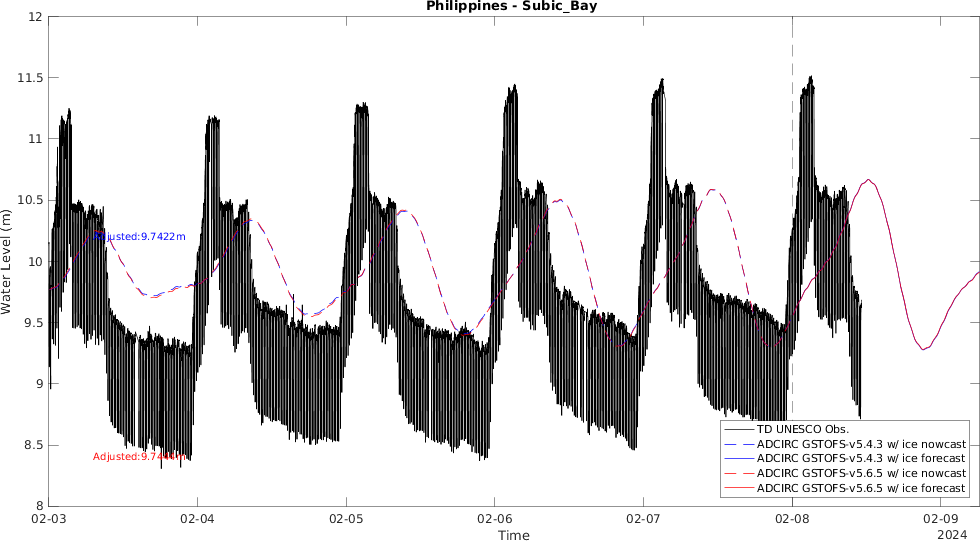 Philippines - Subic_Bay
12
11.5
11
10.5
10
9.5
9
8.5
8
Water Level (m)
Adjusted:9.7422m
TD UNESCO Obs.
ADCIRC GSTOFS-v5.4.3 w/ ice nowcast
ADCIRC GSTOFS-v5.4.3 w/ ice forecast
ADCIRC GSTOFS-v5.6.5 w/ ice nowcast
ADCIRC GSTOFS-v5.6.5 w/ ice forecast
02-03 02-04 02-05 02-06 02-07 02-08 02-09
2024
Time